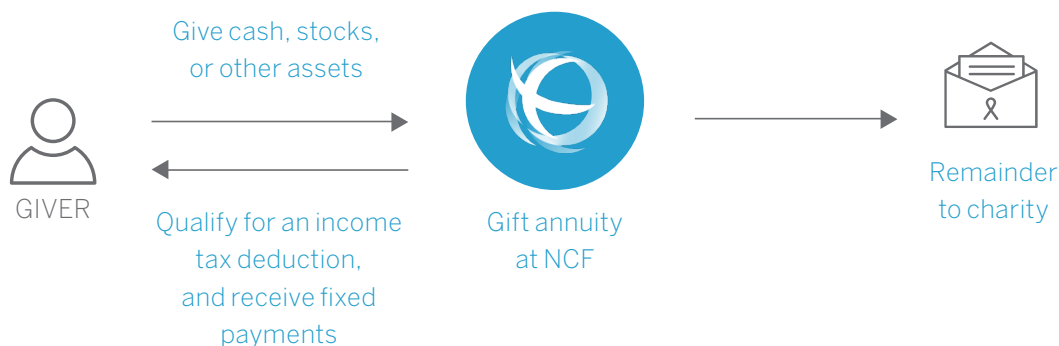 Give cash, stocks,
or other assets
GIVER
Qualify for an income
tax deduction,
and receive fixed
payments
Gift annuity
at NCF
Remainder
to charity